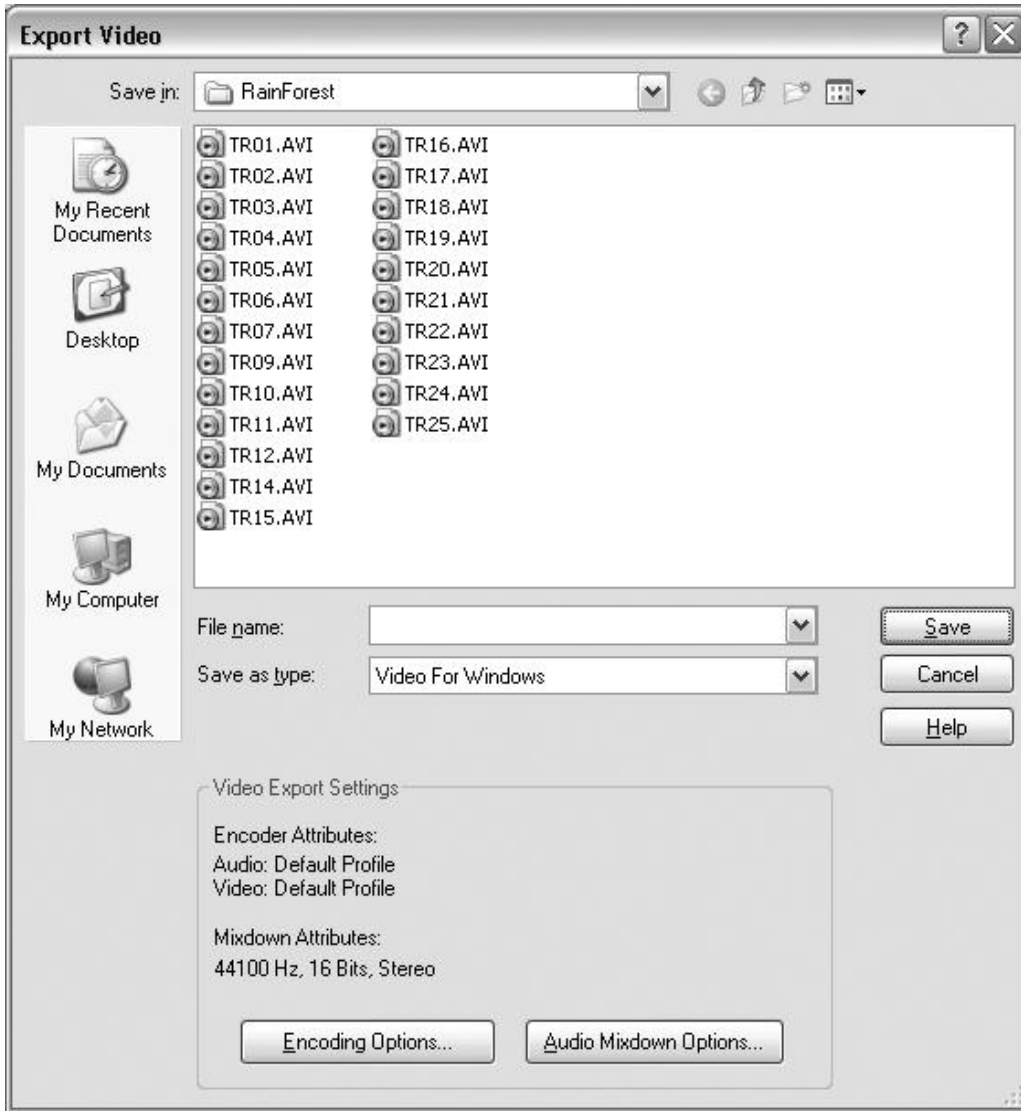 Export Video
Save in:
RainForest
My Recent
Documents
Desktop
My Documents
My Computer
My Network
TR01.AVI
TR02.AVI
TR03.AVI
TR04.AVI
TR05.AVI
TR06.AVI
TR07.AVI
TR09.AVI
TR10.AVI
TR11.AVI
TR12.AVI
TR14.AVI
TR15.AVI
TR16.AVI
TR17.AVI
TR18.AVI
TR19.AVI
TR20.AVI
TR21.AVI
TR22.AVI
TR23.AVI
TR24.AVI
TR25.AVI
File name:
Save
Save as type:
Video For Windows
Cancel
Help
Video Export Settings
Encoder Attributes:
Audio: Default Profile
Video: Default Profile
Mixdown Attributes:
44100 Hz, 16 Bits, Stereo
Encoding Options...
Audio Mixdown Options...